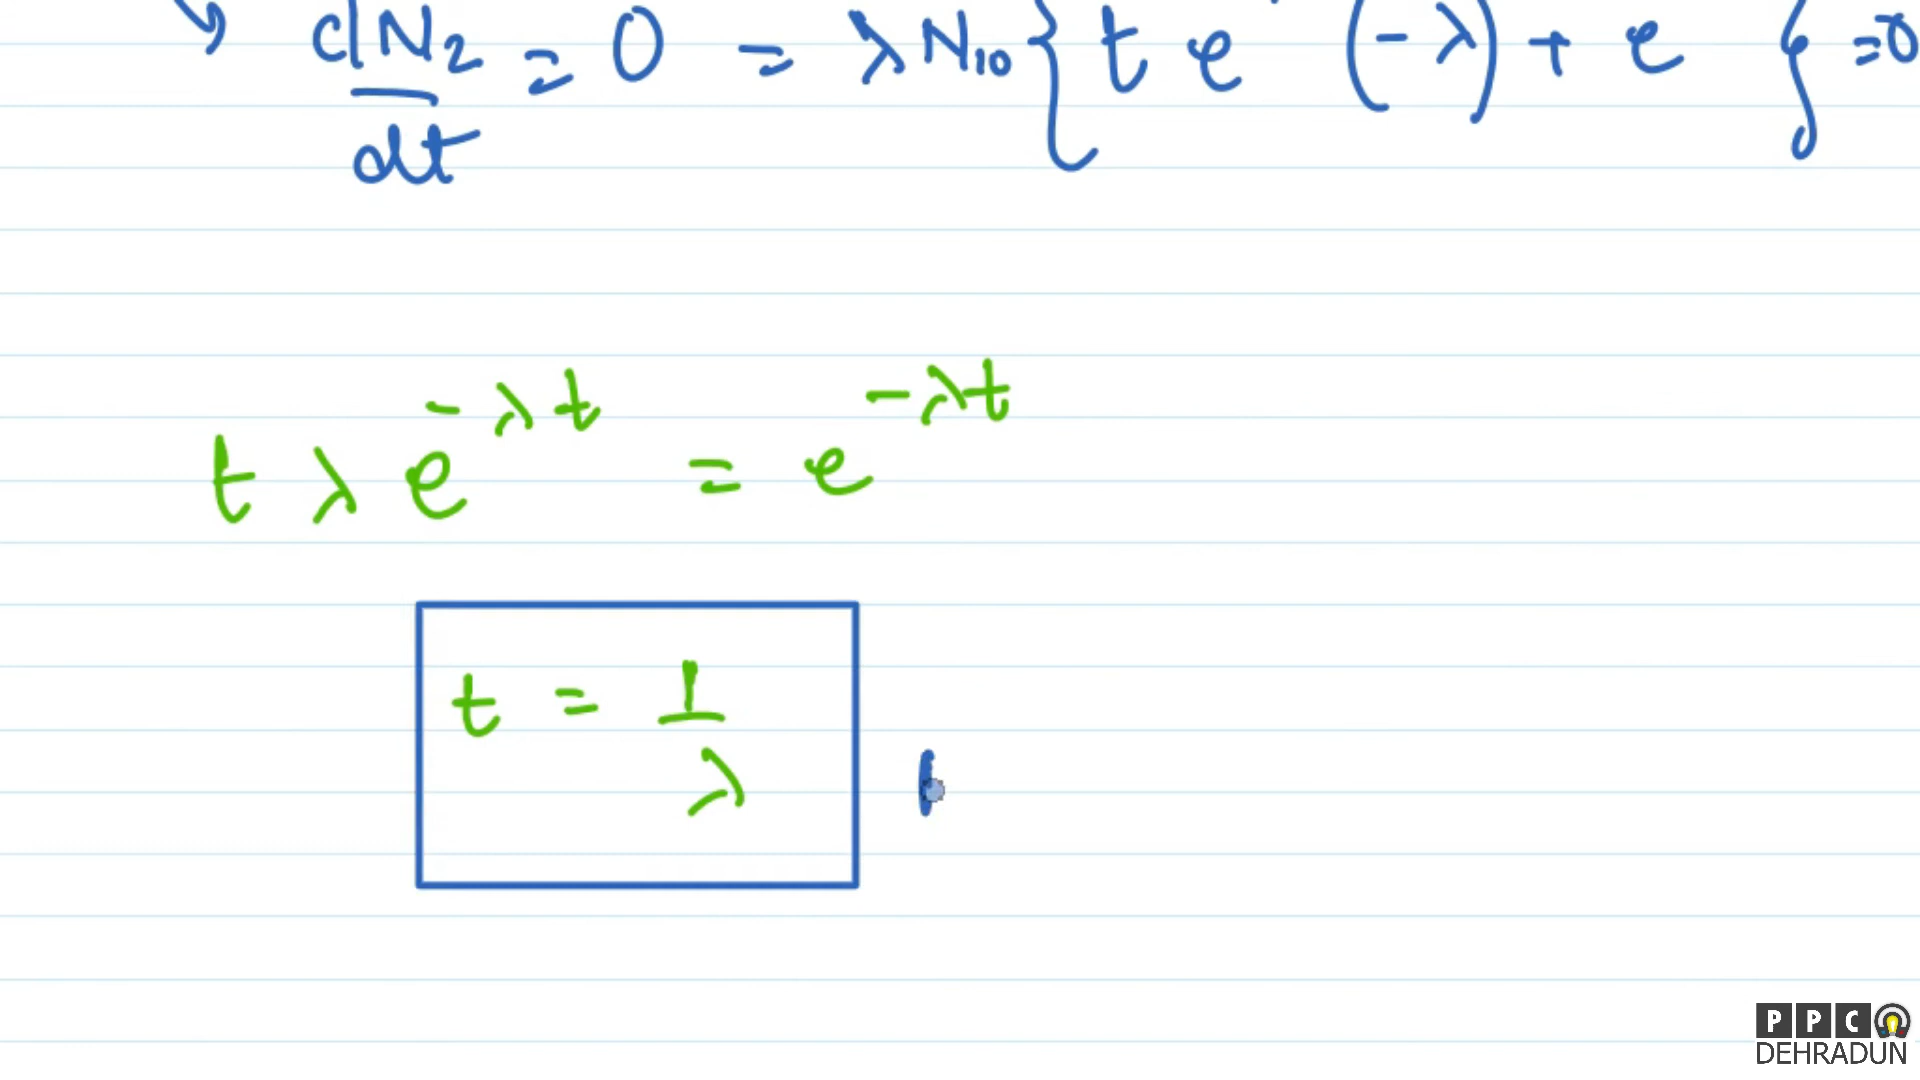 dN₂/dt = 0 = λN₁₀{t e (-λ) + e } = 0
t λ e^(-λt) = e^(-λt)
t = 1/λ
PPC
DEHRADUN